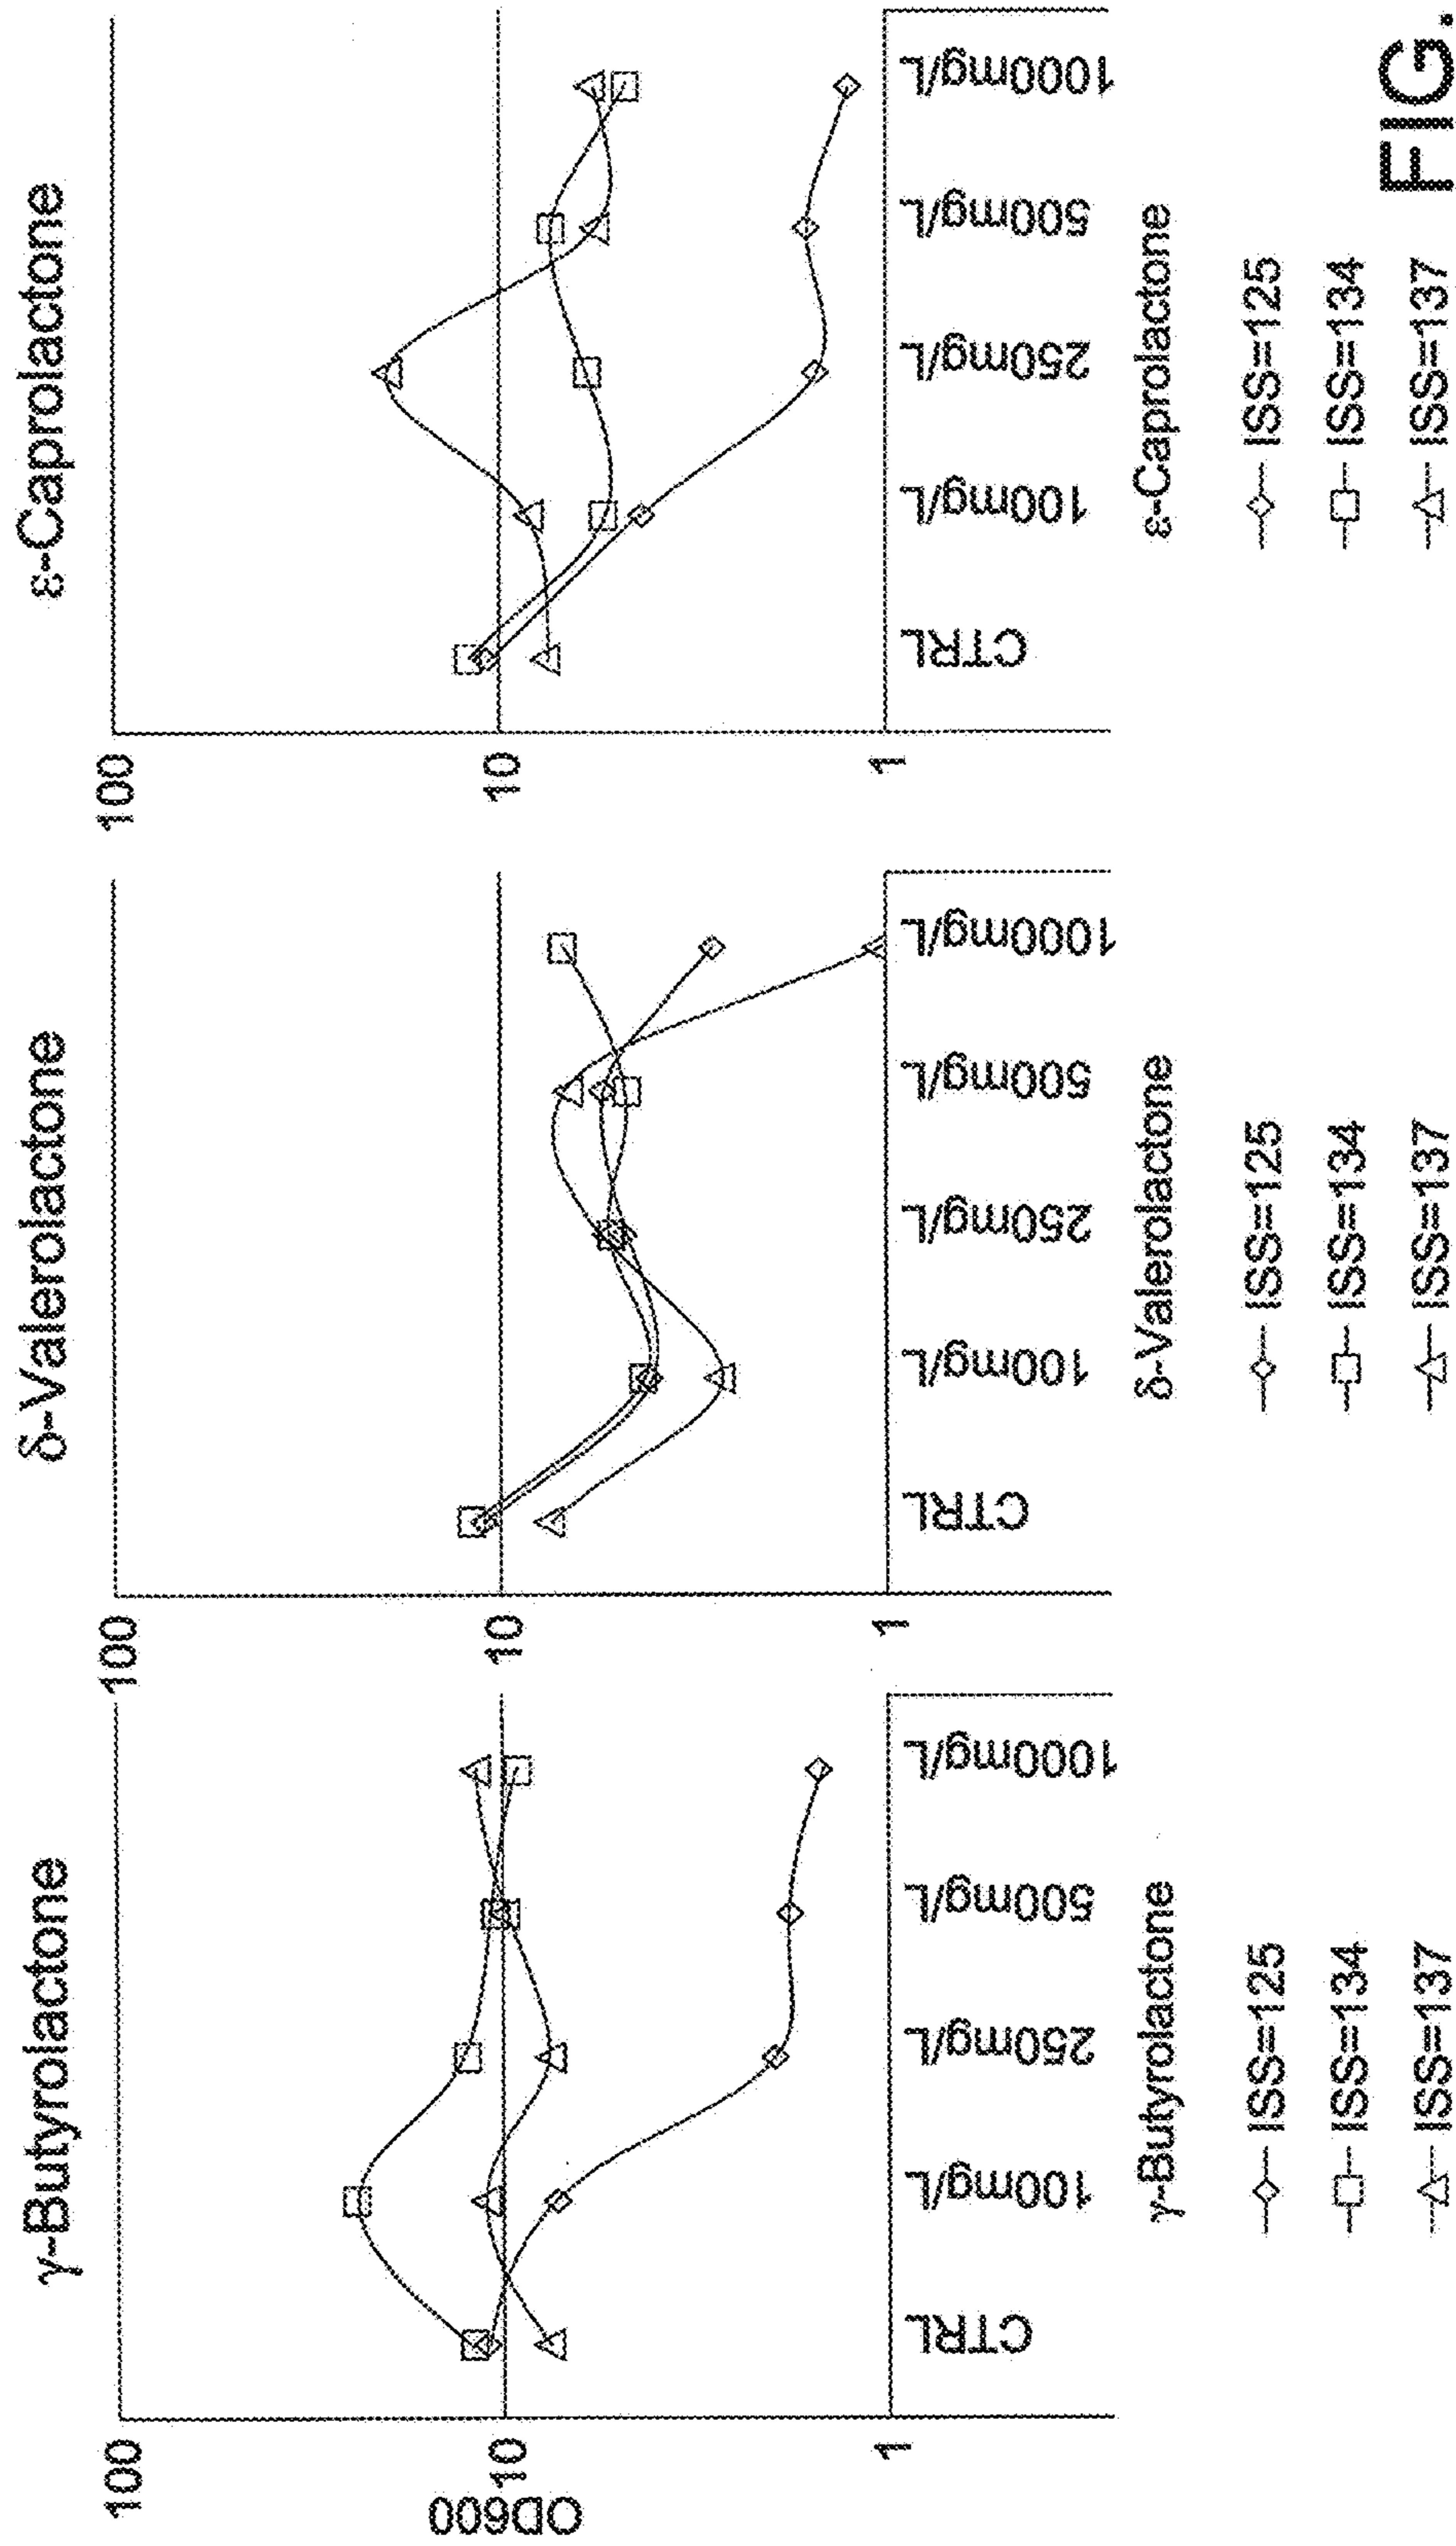 γ-Butyrolactone
100
10
1
OD600
CTRL
100mg/L
250mg/L
500mg/L
1000mg/L
γ-Butyrolactone
ISS=125
ISS=134
ISS=137
δ-Valerolactone
100
10
1
CTRL
100mg/L
250mg/L
500mg/L
1000mg/L
δ-Valerolactone
ISS=125
ISS=134
ISS=137
ε-Caprolactone
100
10
1
CTRL
100mg/L
250mg/L
500mg/L
1000mg/L
ε-Caprolactone
ISS=125
ISS=134
ISS=137
FIG.